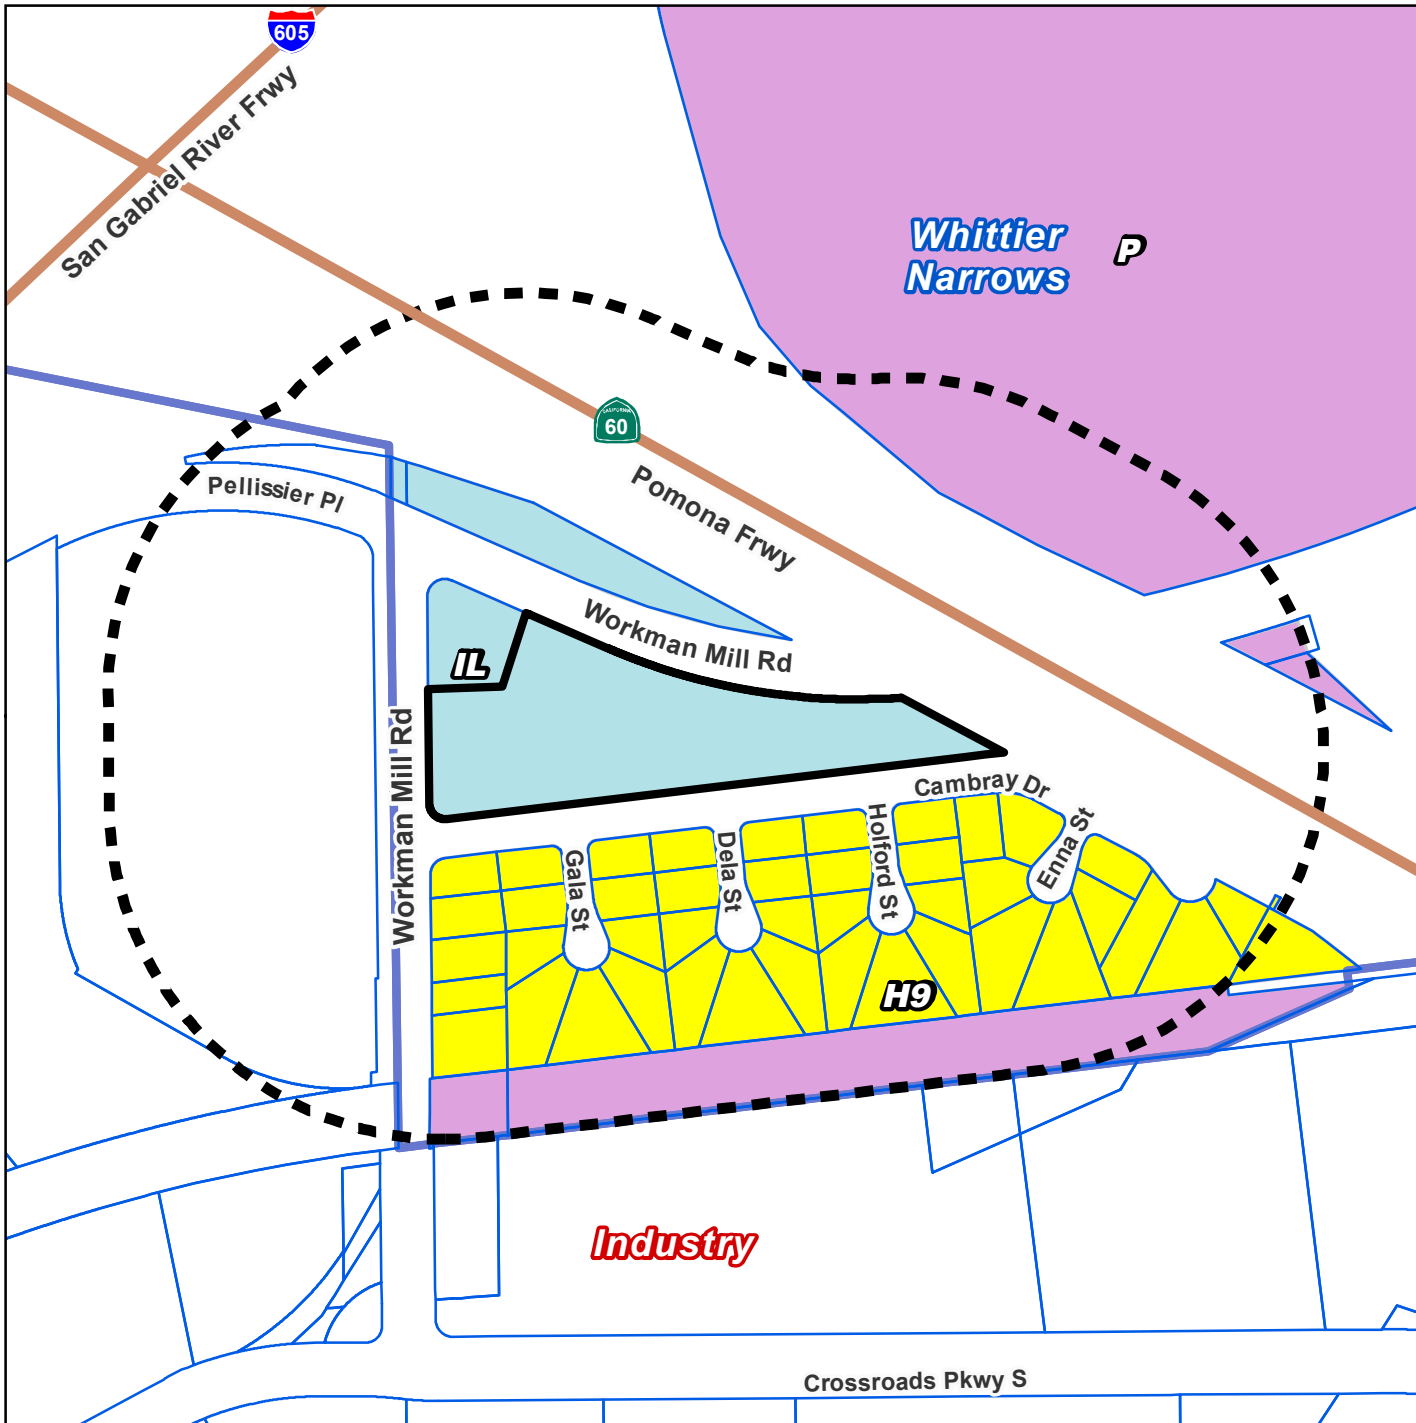 605
San Gabriel River Frwy
Whittier
Narrows
P
CALIFORNIA
60
Pomona Frwy
Pellissier Pl
Workman Mill Rd
IL
Workman Mill Rd
Cambray Dr
Gala St
Dela St
Holford St
Enna St
H9
Industry
Crossroads Pkwy S